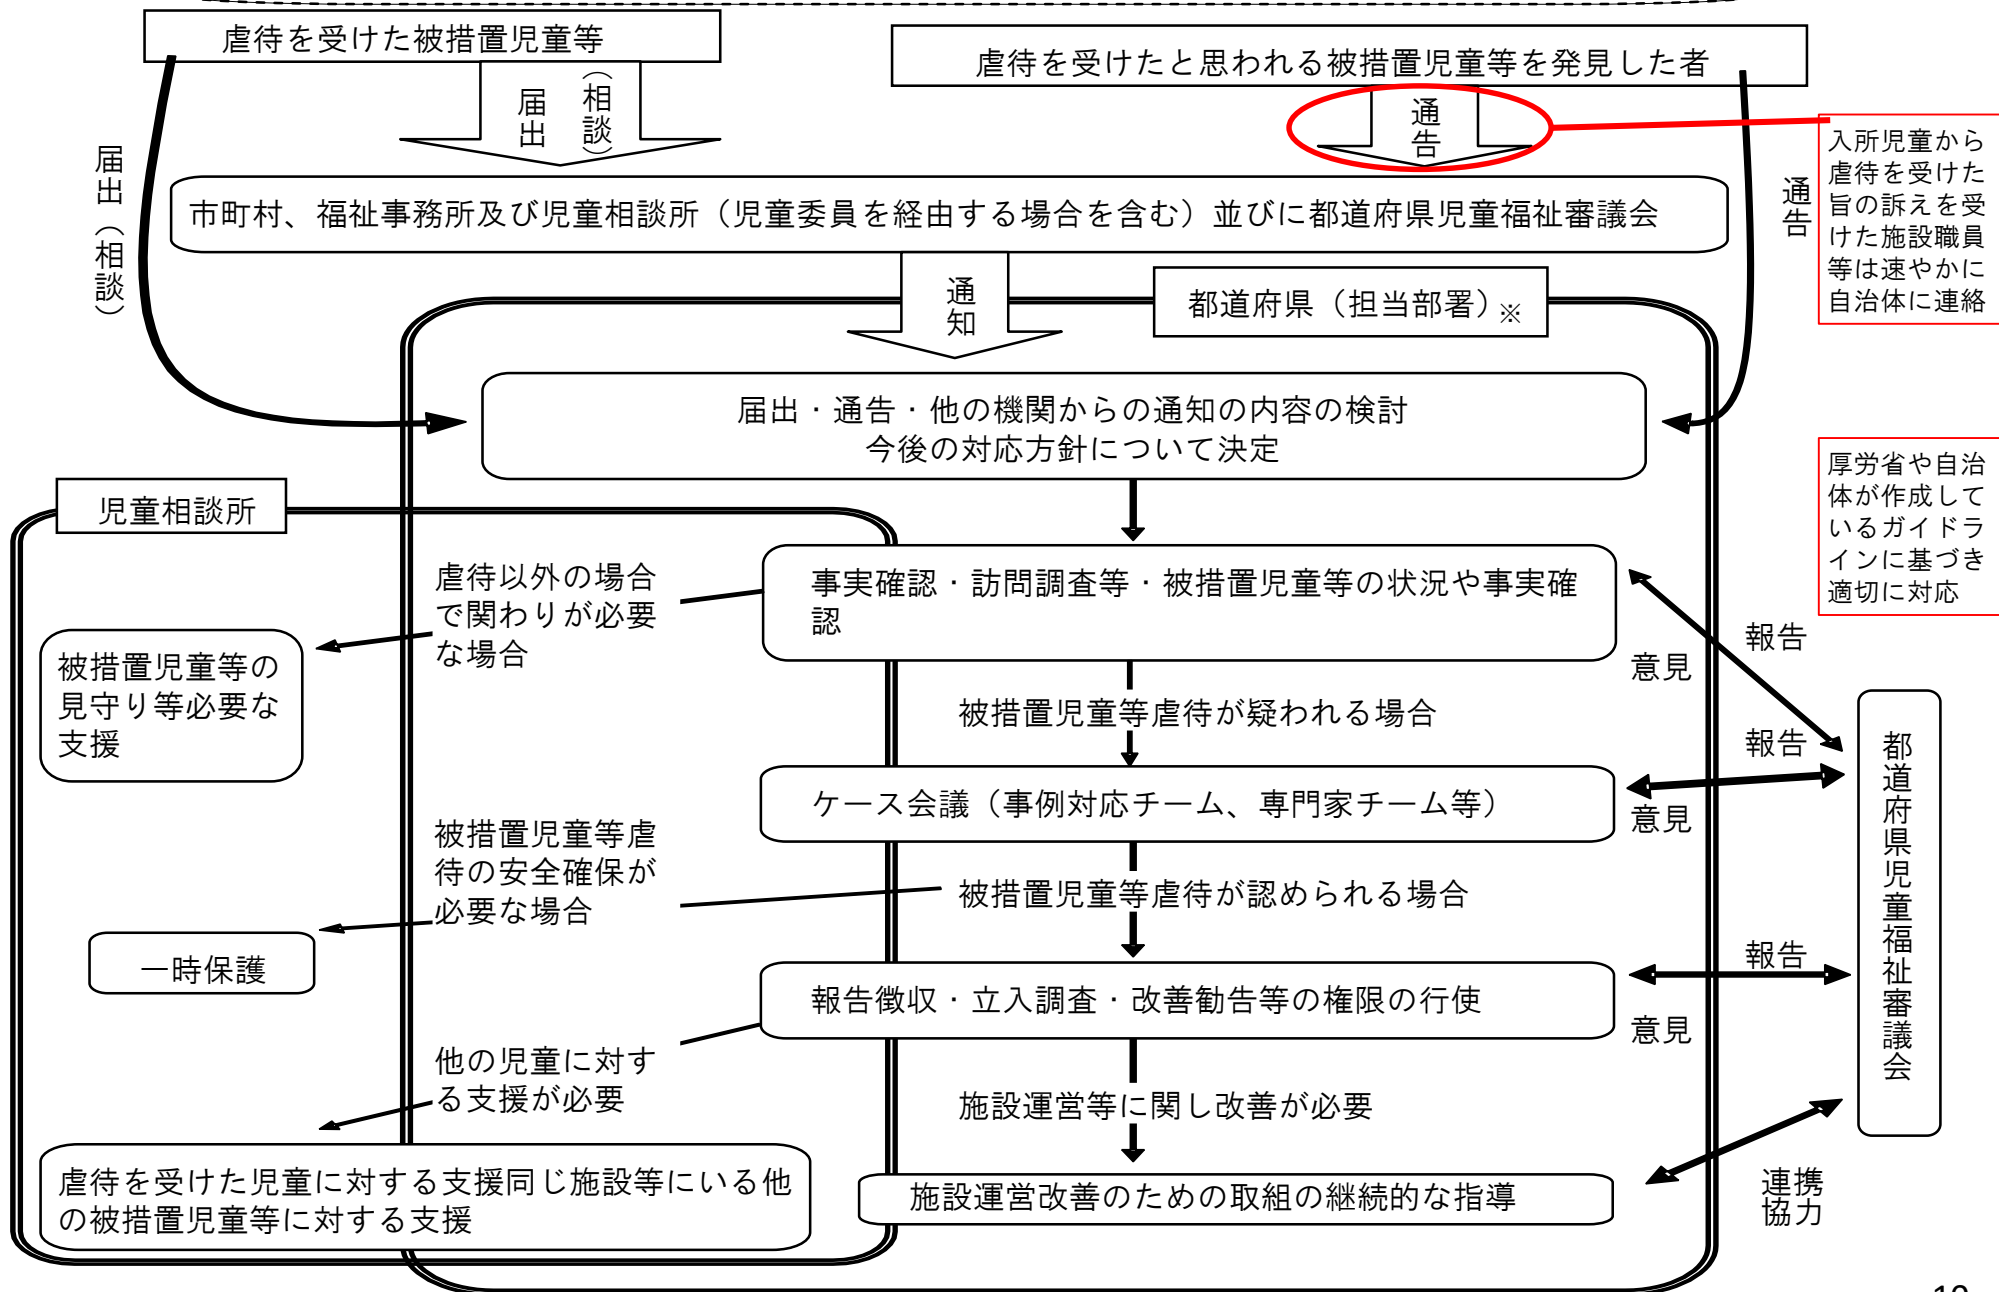 虐待を受けた被措置児童等
虐待を受けたと思われる被措置児童等を発見した者
届出
（相談）
通告
届出（相談）
通告
入所児童から
虐待を受けた
旨の訴えを受
けた施設職員
等は速やかに
自治体に連絡
市町村、福祉事務所及び児童相談所（児童委員を経由する場合を含む）並びに都道府県児童福祉審議会
通知
都道府県（担当部署）※
届出・通告・他の機関からの通知の内容の検討
今後の対応方針について決定
厚労省や自治
体が作成して
いるガイドラ
インに基づき
適切に対応
児童相談所
虐待以外の場合
で関わりが必要
な場合
事実確認・訪問調査等・被措置児童等の状況や事実確
認
被措置児童等の
見守り等必要な
支援
報告
意見
被措置児童等虐待が疑われる場合
報告
意見
都道府県児童福祉審議会
ケース会議（事例対応チーム、専門家チーム等）
被措置児童等虐
待の安全確保が
必要な場合
被措置児童等虐待が認められる場合
一時保護
報告
意見
報告徴収・立入調査・改善勧告等の権限の行使
他の児童に対す
る支援が必要
施設運営等に関し改善が必要
虐待を受けた児童に対する支援同じ施設等にいる他
の被措置児童等に対する支援
施設運営改善のための取組の継続的な指導
連携
協力